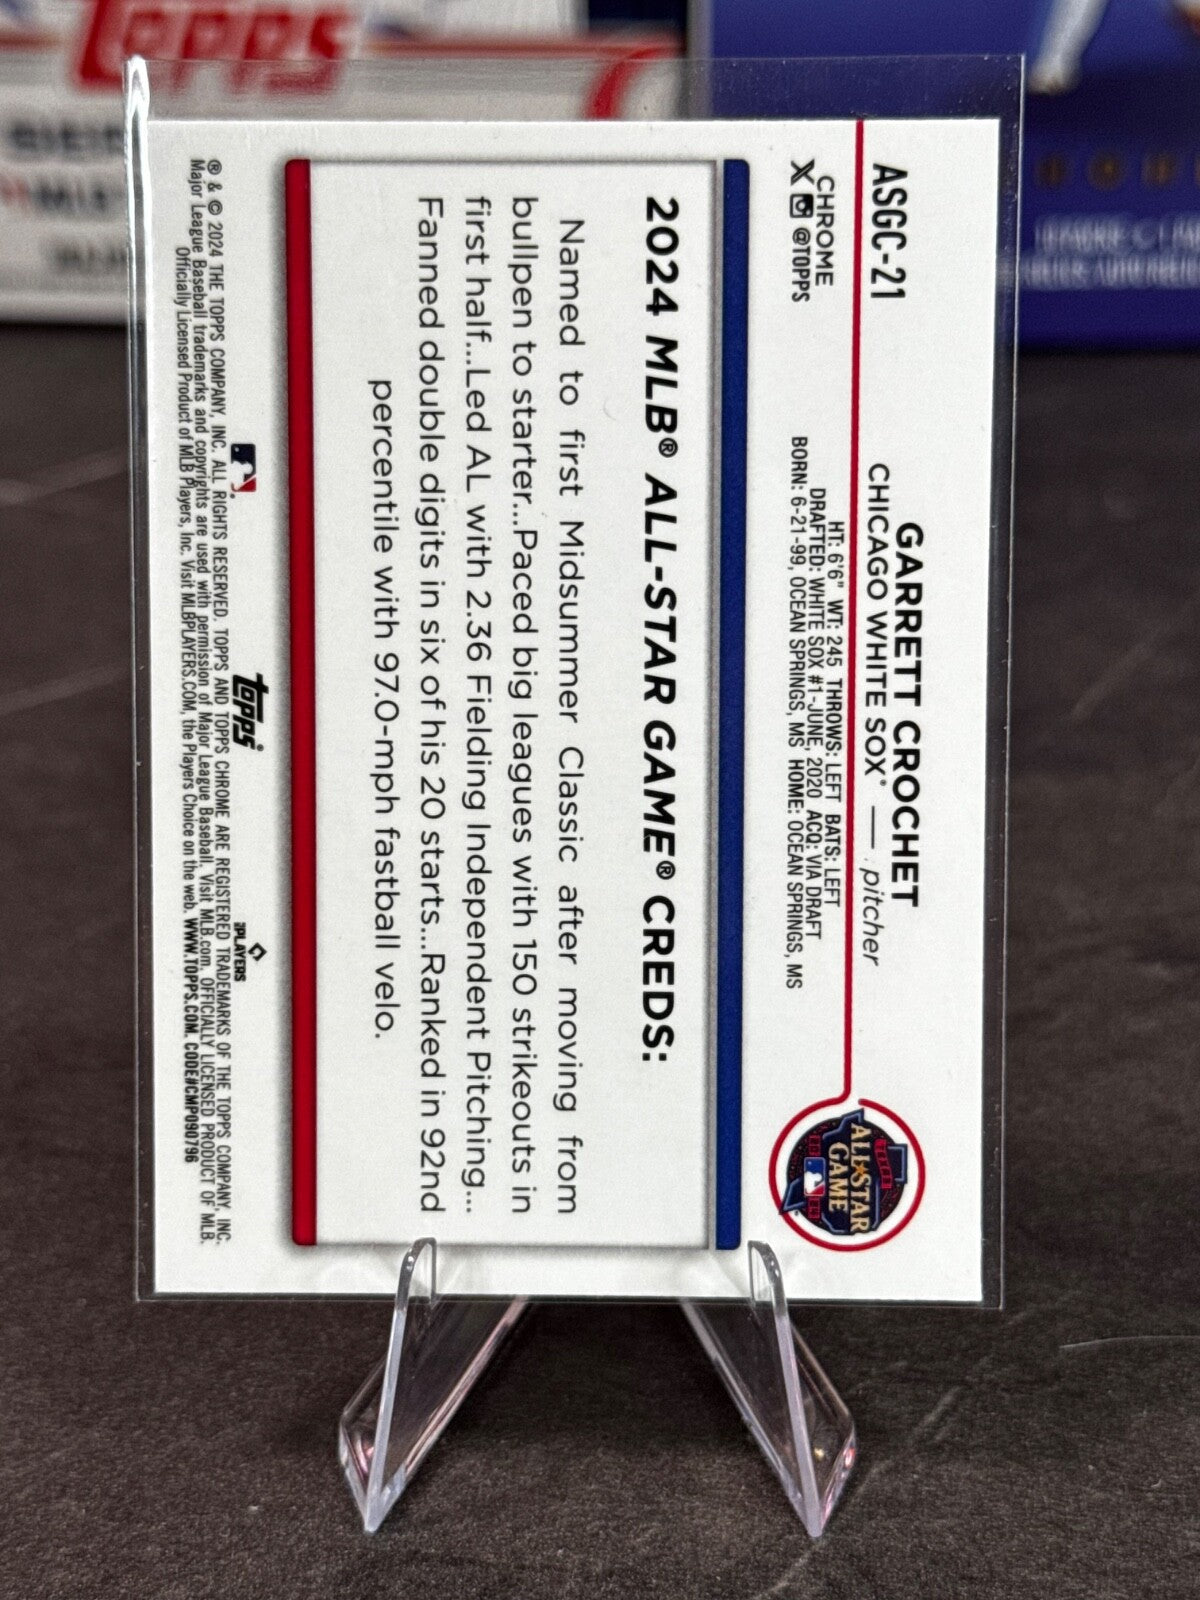 ASGC-21
GARRETT CROCHET
CHICAGO WHITE SOX® — pitcher
HT: 6'6" WT: 245 THROWS: LEFT BATS: LEFT
DRAFTED: WHITE SOX #1-JUNE, 2020 ACQ: VIA DRAFT
BORN: 6-21-99, OCEAN SPRINGS, MS HOME: OCEAN SPRINGS, MS
CHROME
X @TOPPS
ALL★STAR
GAME
2024 MLB® ALL-STAR GAME® CREDS:
Named to first Midsummer Classic after moving from
bullpen to starter...Paced big leagues with 150 strikeouts in
first half...Led AL with 2.36 Fielding Independent Pitching...
Fanned double digits in six of his 20 starts...Ranked in 92nd
percentile with 97.0-mph fastball velo.
topps®
PLAYERS
® & © 2024 THE TOPPS COMPANY, INC. ALL RIGHTS RESERVED. TOPPS AND TOPPS CHROME ARE REGISTERED TRADEMARKS OF THE TOPPS COMPANY, INC.
Major League Baseball trademarks and copyrights are used with permission of Major League Baseball. Visit MLB.com. OFFICIALLY LICENSED PRODUCT OF MLB.
Officially Licensed Product of MLB Players, Inc. Visit MLBPLAYERS.COM, the Players Choice on the web. WWW.TOPPS.COM. CODE#CMP090796
Topps